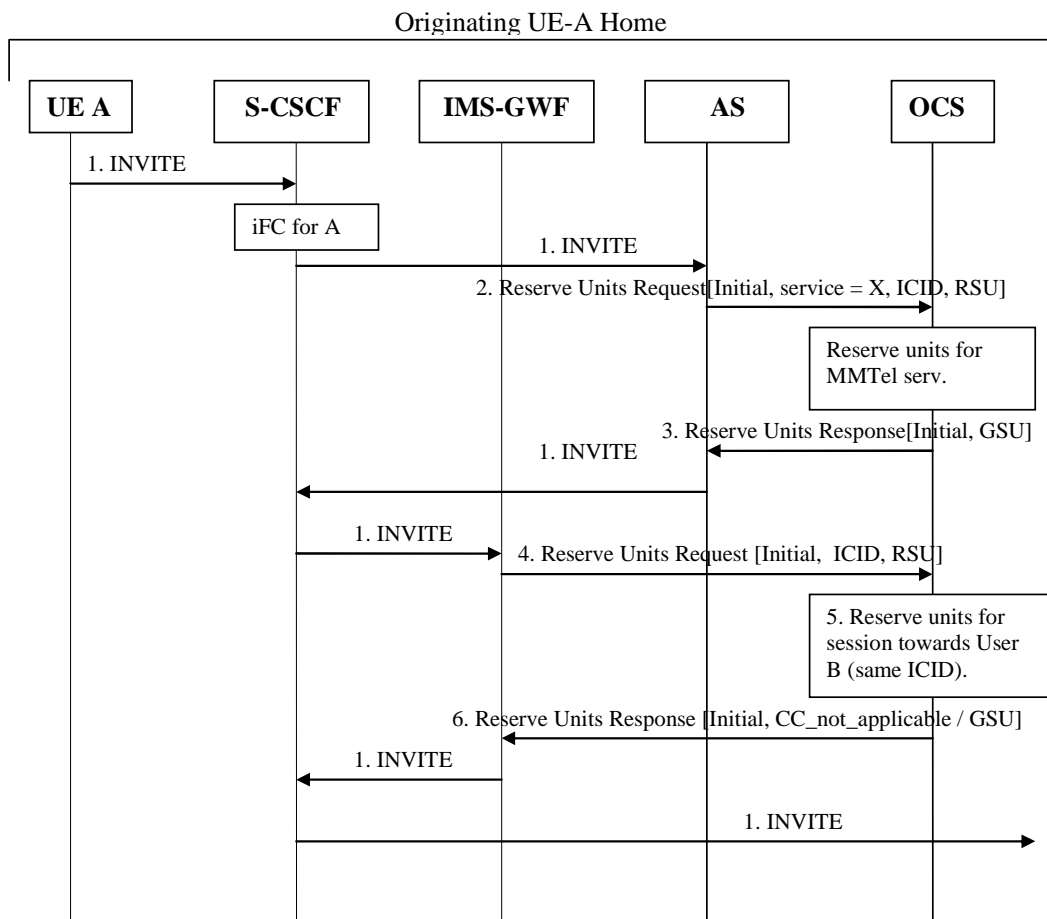 Originating UE-A Home
UE A
S-CSCF
IMS-GWF
AS
OCS
1. INVITE
iFC for A
1. INVITE
2. Reserve Units Request[Initial, service = X, ICID, RSU]
Reserve units for
MMTel serv.
3. Reserve Units Response[Initial, GSU]
1. INVITE
1. INVITE
4. Reserve Units Request [Initial, ICID, RSU]
5. Reserve units for
session towards User
B (same ICID).
6. Reserve Units Response [Initial, CC_not_applicable / GSU]
1. INVITE
1. INVITE